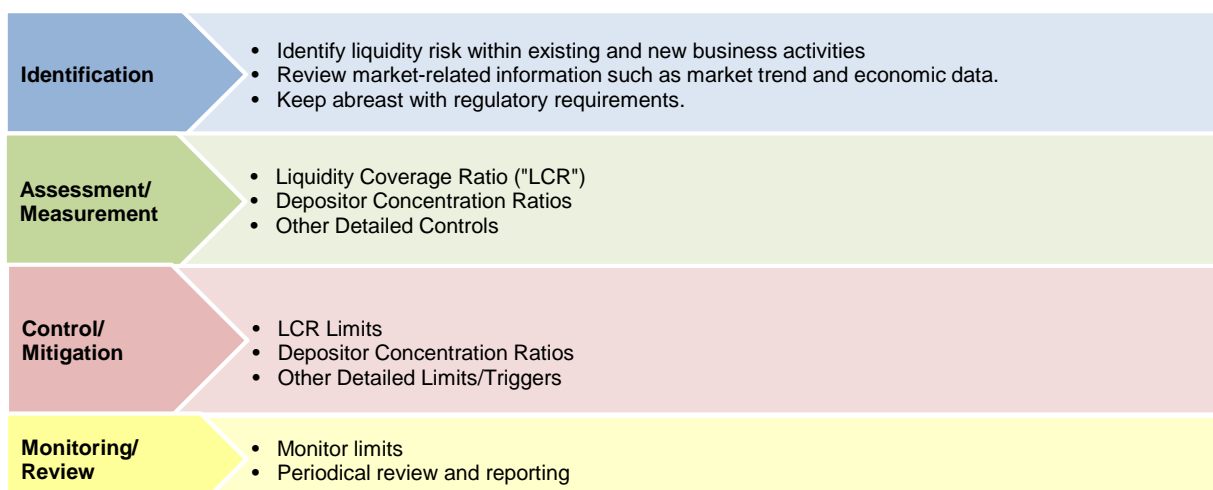 Identification
• Identify liquidity risk within existing and new business activities
• Review market-related information such as market trend and economic data.
• Keep abreast with regulatory requirements.
Assessment/
Measurement
• Liquidity Coverage Ratio ("LCR")
• Depositor Concentration Ratios
• Other Detailed Controls
Control/
Mitigation
• LCR Limits
• Depositor Concentration Ratios
• Other Detailed Limits/Triggers
Monitoring/
Review
• Monitor limits
• Periodical review and reporting